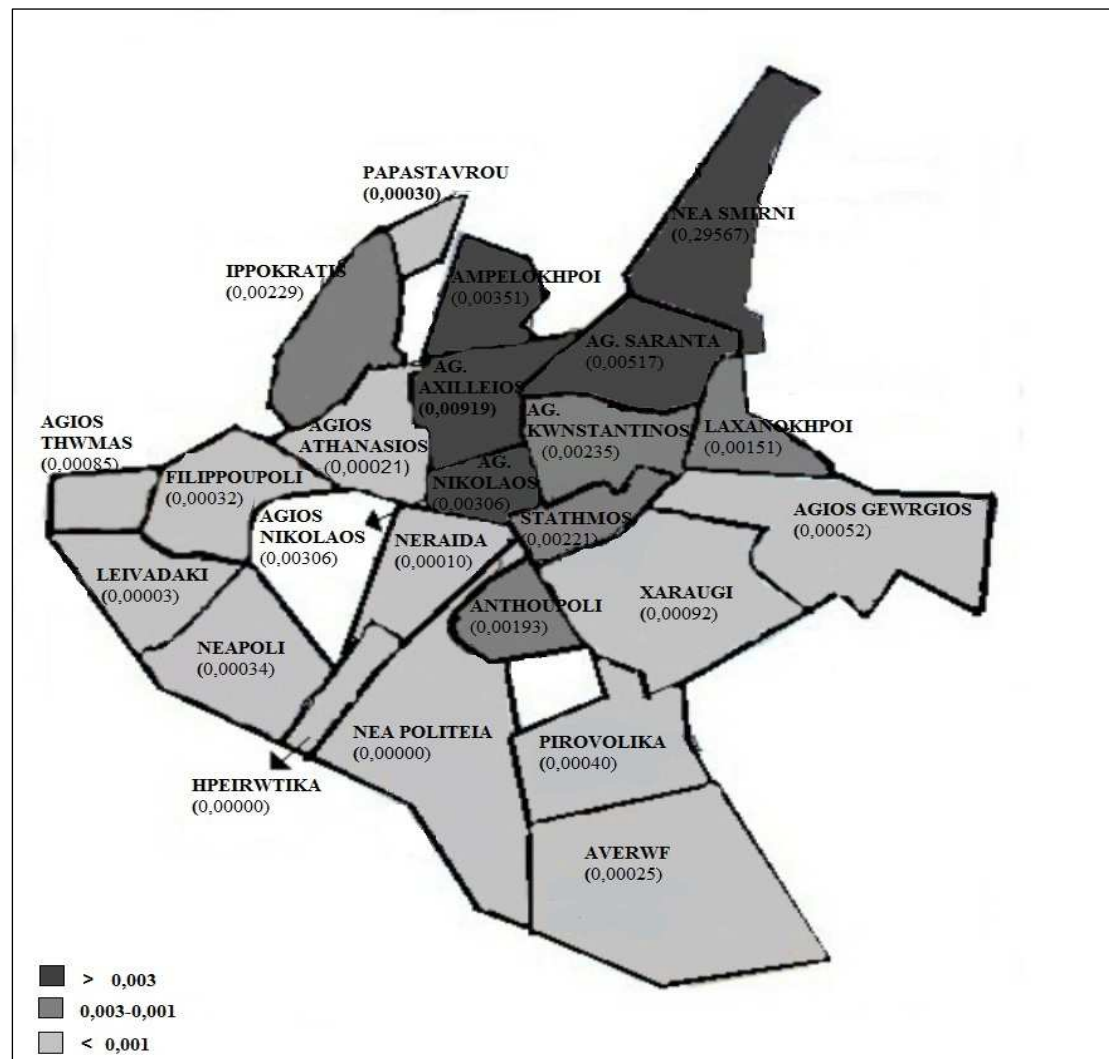 PAPASTAVROU
(0,00030)
NEA SMIRNI
(0,29567)
IPPOKRATIS
(0,00229)
AMPELOKHPOI
(0,00351)
AG. SARANTA
(0,00517)
AG.
AXILLEIOS
(0,00919)
AGIOS
THWMAS
(0,00085)
AGIOS
ATHANASIOS
(0,00021)
AG.
KWNSTANTINOS
(0,00235)
LAXANOKHPOI
(0,00151)
FILIPPOUPOLI
(0,00032)
AG.
NIKOLAOS
(0,00306)
AGIOS
NIKOLAOS
(0,00306)
NERAIDA
(0,00010)
STATHMOS
(0,00221)
AGIOS GEWRGIOS
(0,00052)
LEIVADAKI
(0,00003)
ANTHOUPOLI
(0,00193)
XARAUGI
(0,00092)
NEAPOLI
(0,00034)
NEA POLITEIA
(0,00000)
PIROVOLIKA
(0,00040)
HPEIRWTIKA
(0,00000)
AVERWF
(0,00025)
> 0,003
0,003-0,001
< 0,001